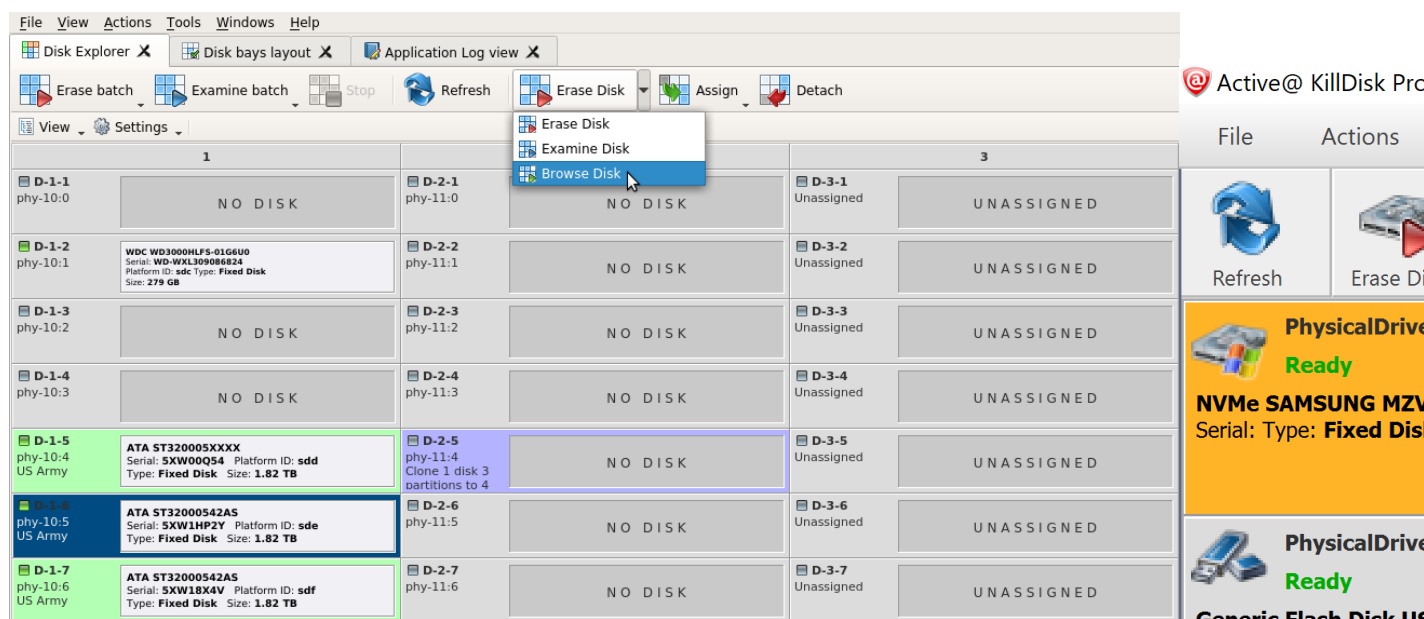 File View Actions Tools Windows Help
Disk Explorer Disk bays layout Application Log view
Erase batch Examine batch Stop Refresh Erase Disk Assign Detach
View Settings
Erase Disk
Examine Disk
Browse Disk
1 3
D-1-1
phy-10:0
NO DISK
D-2-1
phy-11:0
NO DISK
D-3-1
Unassigned
UNASSIGNED
D-1-2
phy-10:1
WDC WD3000HLFS-01G6U0
Serial: WD-WXL309086824
Platform ID: sdc Type: Fixed Disk
Size: 279 GB
D-2-2
phy-11:1
NO DISK
D-3-2
Unassigned
UNASSIGNED
D-1-3
phy-10:2
NO DISK
D-2-3
phy-11:2
NO DISK
D-3-3
Unassigned
UNASSIGNED
D-1-4
phy-10:3
NO DISK
D-2-4
phy-11:3
NO DISK
D-3-4
Unassigned
UNASSIGNED
D-1-5
phy-10:4
US Army
ATA ST320005XXXX
Serial: 5XW00Q54 Platform ID: sdd
Type: Fixed Disk Size: 1.82 TB
D-2-5
phy-11:4
Clone 1 disk 3
partitions to 4
NO DISK
D-3-5
Unassigned
UNASSIGNED
D-1-6
phy-10:5
US Army
ATA ST32000542AS
Serial: 5XW1HP2Y Platform ID: sde
Type: Fixed Disk Size: 1.82 TB
D-2-6
phy-11:5
NO DISK
D-3-6
Unassigned
UNASSIGNED
D-1-7
phy-10:6
US Army
ATA ST32000542AS
Serial: 5XW18X4V Platform ID: sdf
Type: Fixed Disk Size: 1.82 TB
D-2-7
phy-11:6
NO DISK
D-3-7
Unassigned
UNASSIGNED
Active@ KillDisk Pro
File Actions
Refresh Erase Di
PhysicalDrive
Ready
NVMe SAMSUNG MZV
Serial: Type: Fixed Disk
PhysicalDrive
Ready
Generic Flash Disk US